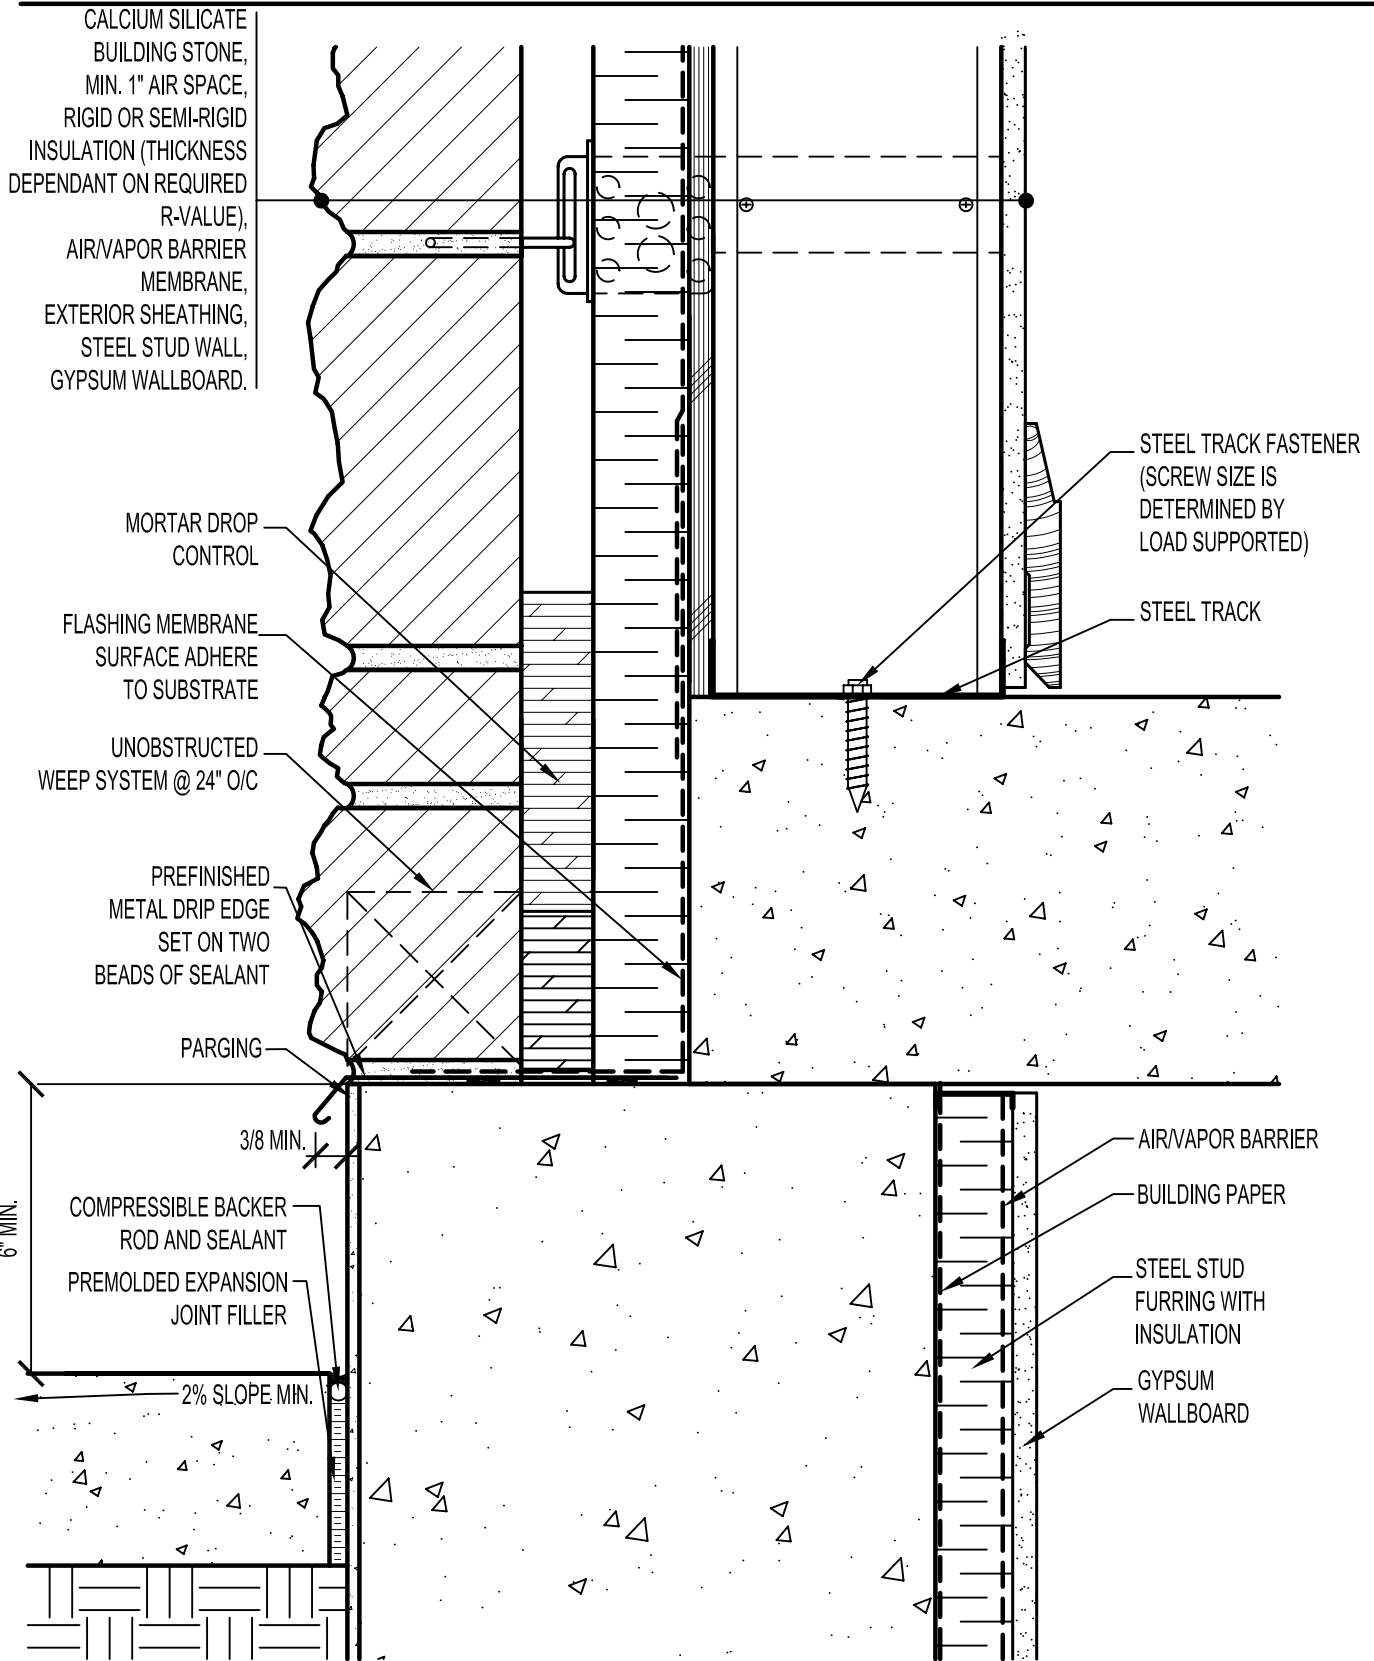 CALCIUM SILICATE
BUILDING STONE,
MIN. 1" AIR SPACE,
RIGID OR SEMI-RIGID
INSULATION (THICKNESS
DEPENDANT ON REQUIRED
R-VALUE),
AIR/VAPOR BARRIER
MEMBRANE,
EXTERIOR SHEATHING,
STEEL STUD WALL,
GYPSUM WALLBOARD.
STEEL TRACK FASTENER
(SCREW SIZE IS
DETERMINED BY
LOAD SUPPORTED)
STEEL TRACK
MORTAR DROP
CONTROL
FLASHING MEMBRANE
SURFACE ADHERE
TO SUBSTRATE
UNOBSTRUCTED
WEEP SYSTEM @ 24" O/C
PREFINISHED
METAL DRIP EDGE
SET ON TWO
BEADS OF SEALANT
PARGING
3/8 MIN.
6" MIN.
COMPRESSIBLE BACKER
ROD AND SEALANT
PREMOLDED EXPANSION
JOINT FILLER
2% SLOPE MIN.
AIR/VAPOR BARRIER
BUILDING PAPER
STEEL STUD
FURRING WITH
INSULATION
GYPSUM
WALLBOARD